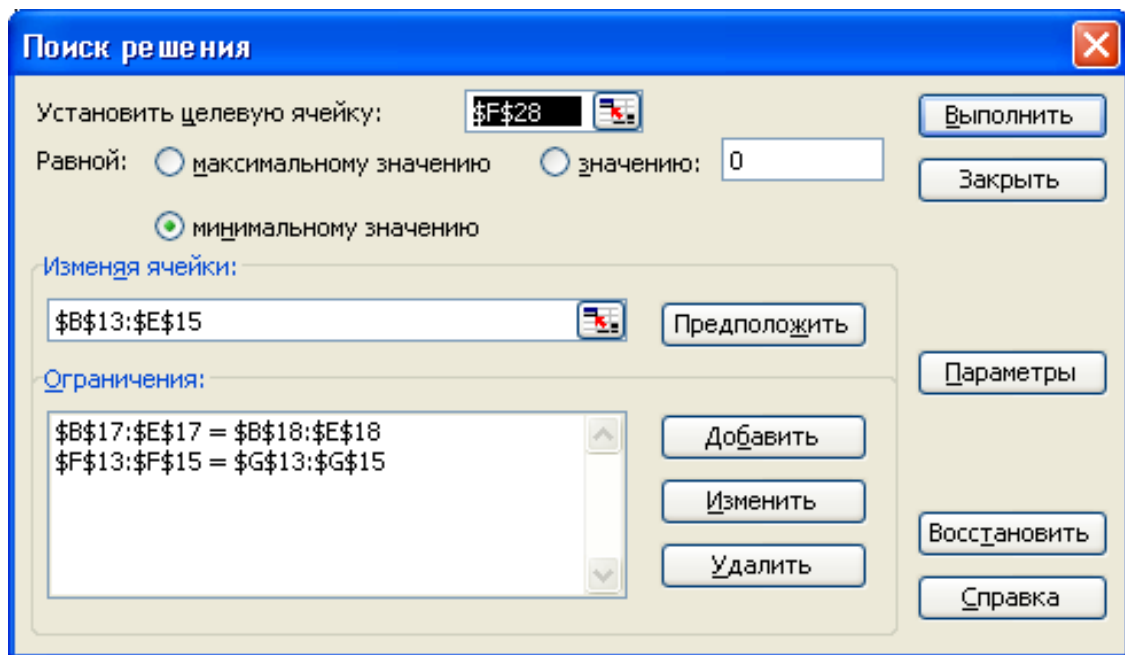 Поиск решения
Установить целевую ячейку: $F$28
Выполнить
Равной: максимальному значению значению: 0
Закрыть
минимальному значению
Изменяя ячейки:
$B$13:$E$15
Предположить
Ограничения:
Параметры
$B$17:$E$17 = $B$18:$E$18
$F$13:$F$15 = $G$13:$G$15
Добавить
Изменить
Восстановить
Удалить
Справка